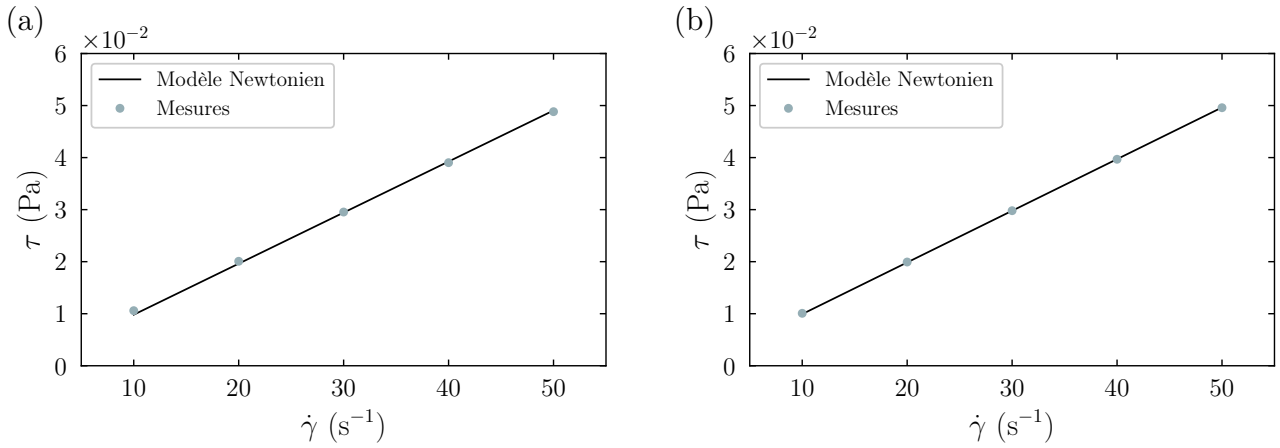 (a)
×10⁻²
Modèle Newtonien
Mesures
6
5
4
3
2
1
0
τ (Pa)
10 20 30 40 50
γ̇ (s⁻¹)
(b)
×10⁻²
Modèle Newtonien
Mesures
6
5
4
3
2
1
0
τ (Pa)
10 20 30 40 50
γ̇ (s⁻¹)